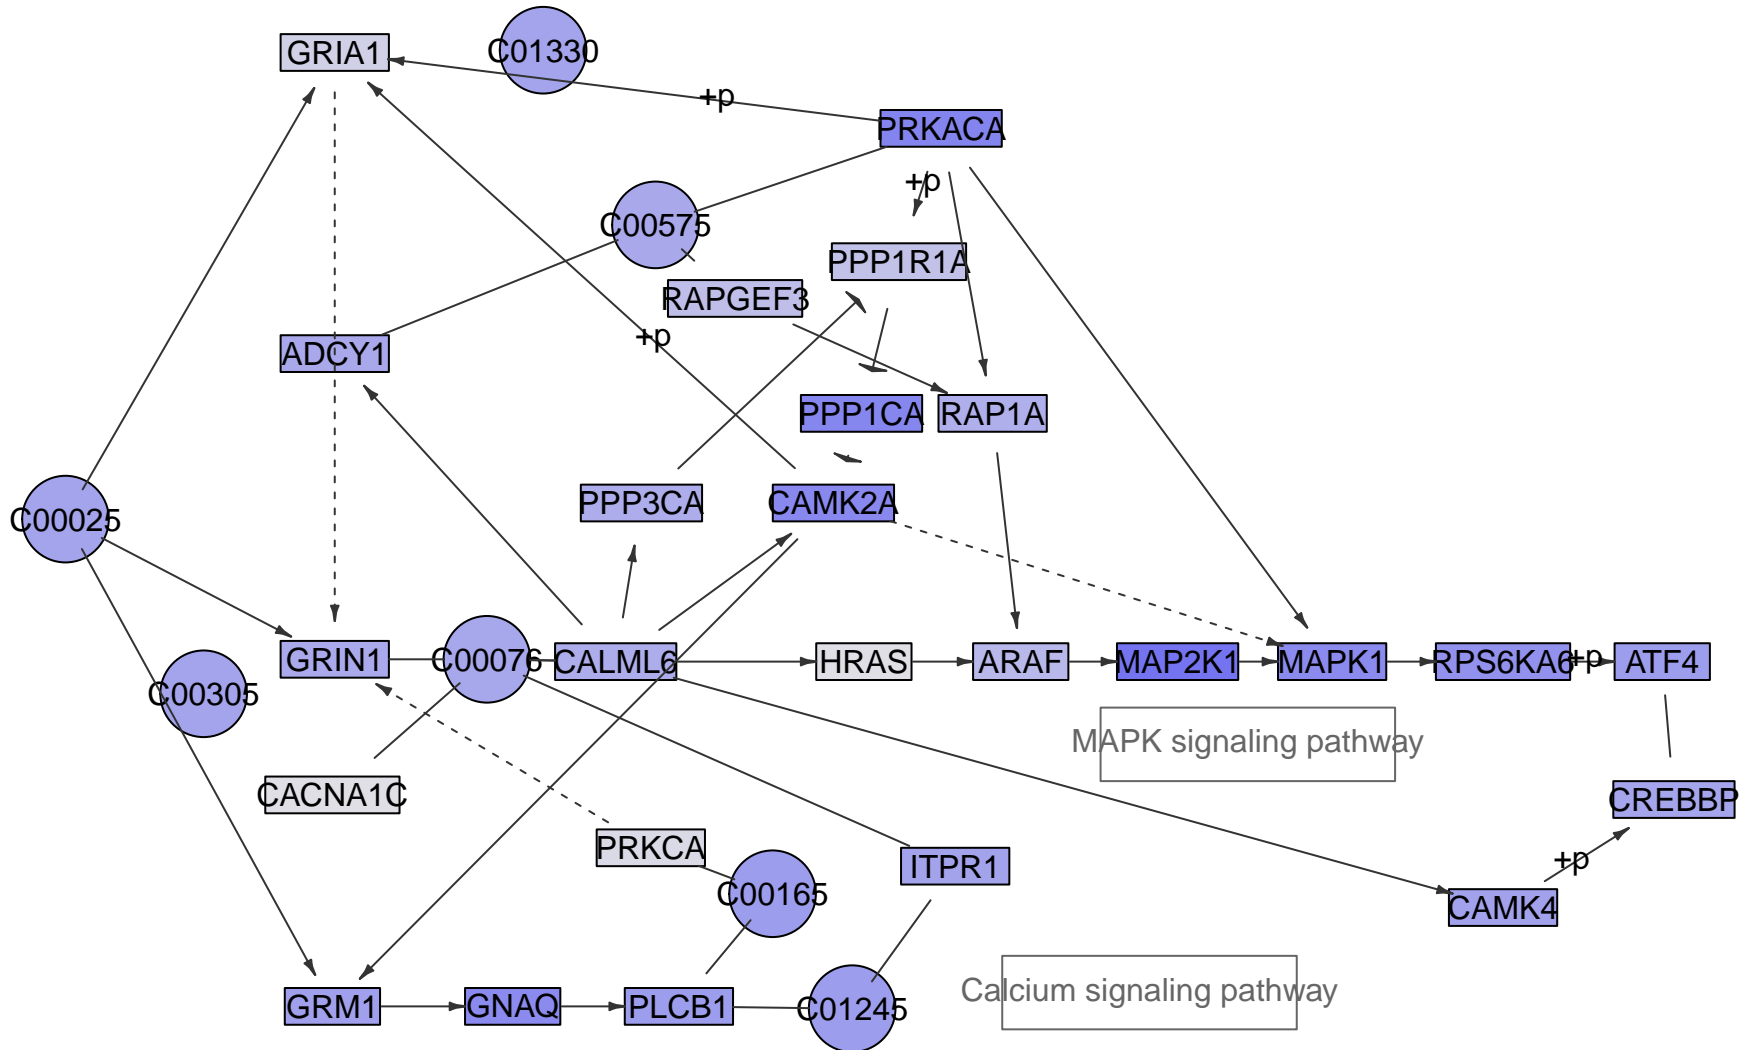 C01330
GRIA1
+p
PRKACA
+p
C00575
PPP1R1A
RAPGEF3
+p
ADCY1
PPP1CA
RAP1A
PPP3CA
CAMK2A
C00025
GRIN1
C00076
CALML6
HRAS
ARAF
MAP2K1
MAPK1
RPS6KA6
+p
ATF4
C00305
MAPK signaling pathway
CACNA1C
CREBBP
PRKCA
ITPR1
+p
C00165
CAMK4
Calcium signaling pathway
GRM1
GNAQ
PLCB1
C01245